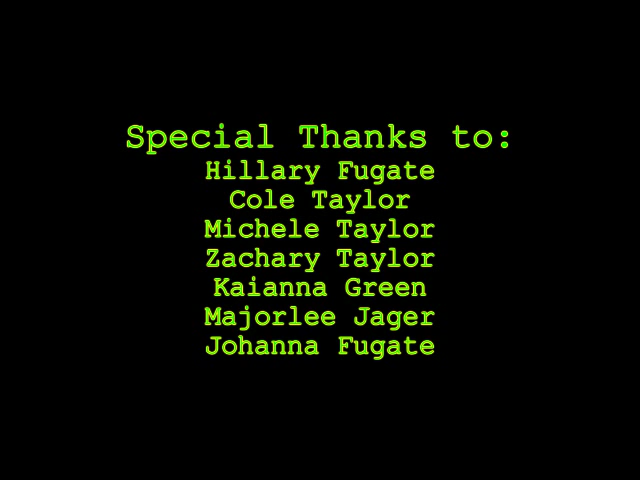 Special Thanks to:
Hillary Fugate
Cole Taylor
Michele Taylor
Zachary Taylor
Kaianna Green
Majorlee Jager
Johanna Fugate